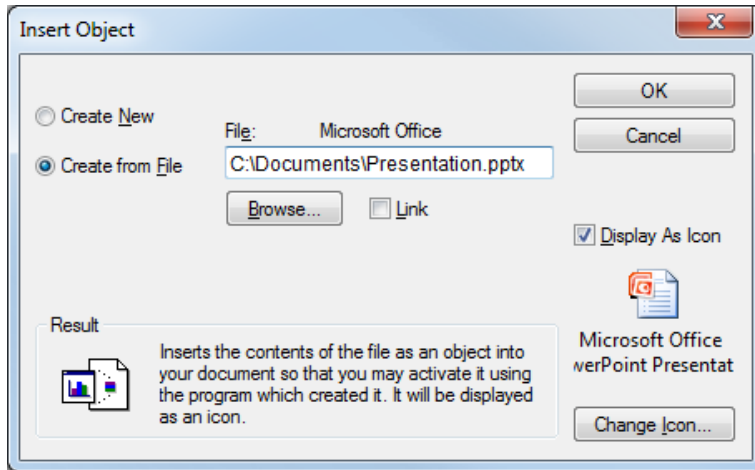 Insert Object
Create New
Create from File
File: Microsoft Office
C:\Documents\Presentation.pptx
Browse...
Link
OK
Cancel
Display As Icon
Microsoft Office
werPoint Presentat
Change Icon...
Result
Inserts the contents of the file as an object into
your document so that you may activate it using
the program which created it. It will be displayed
as an icon.